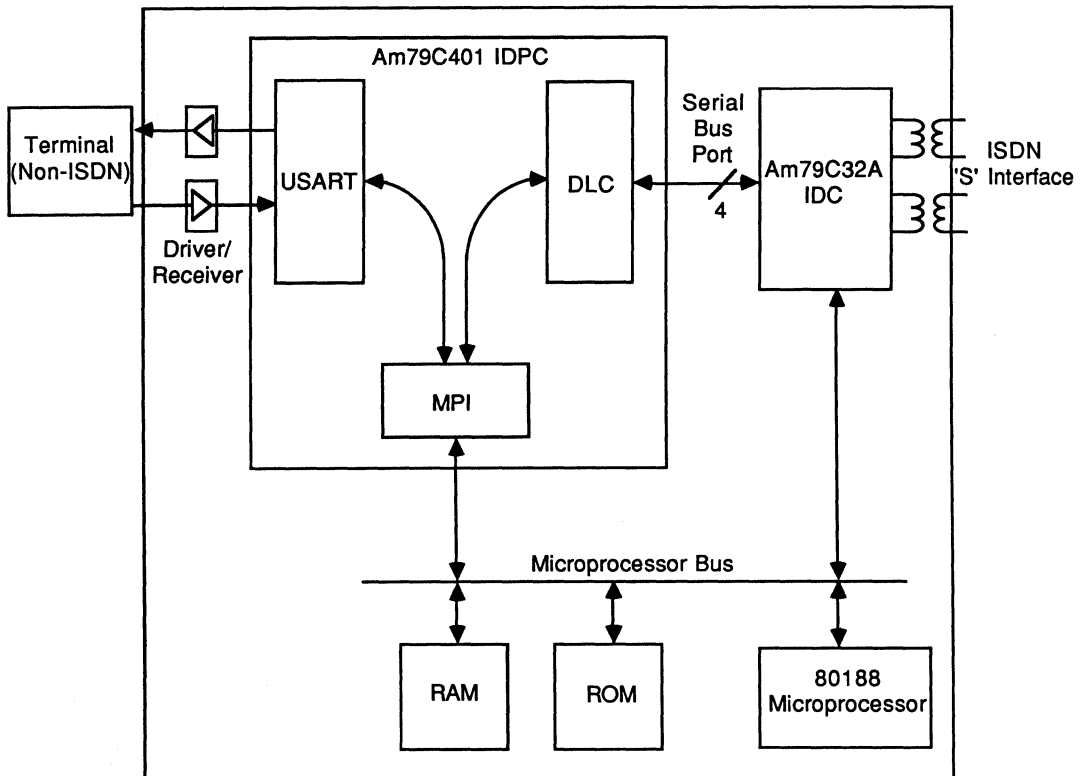 Am79C401 IDPC
Terminal
(Non-ISDN)
Driver/
Receiver
USART
DLC
MPI
Serial
Bus
Port
4
Am79C32A
IDC
ISDN
'S' Interface
Microprocessor Bus
RAM
ROM
80188
Microprocessor